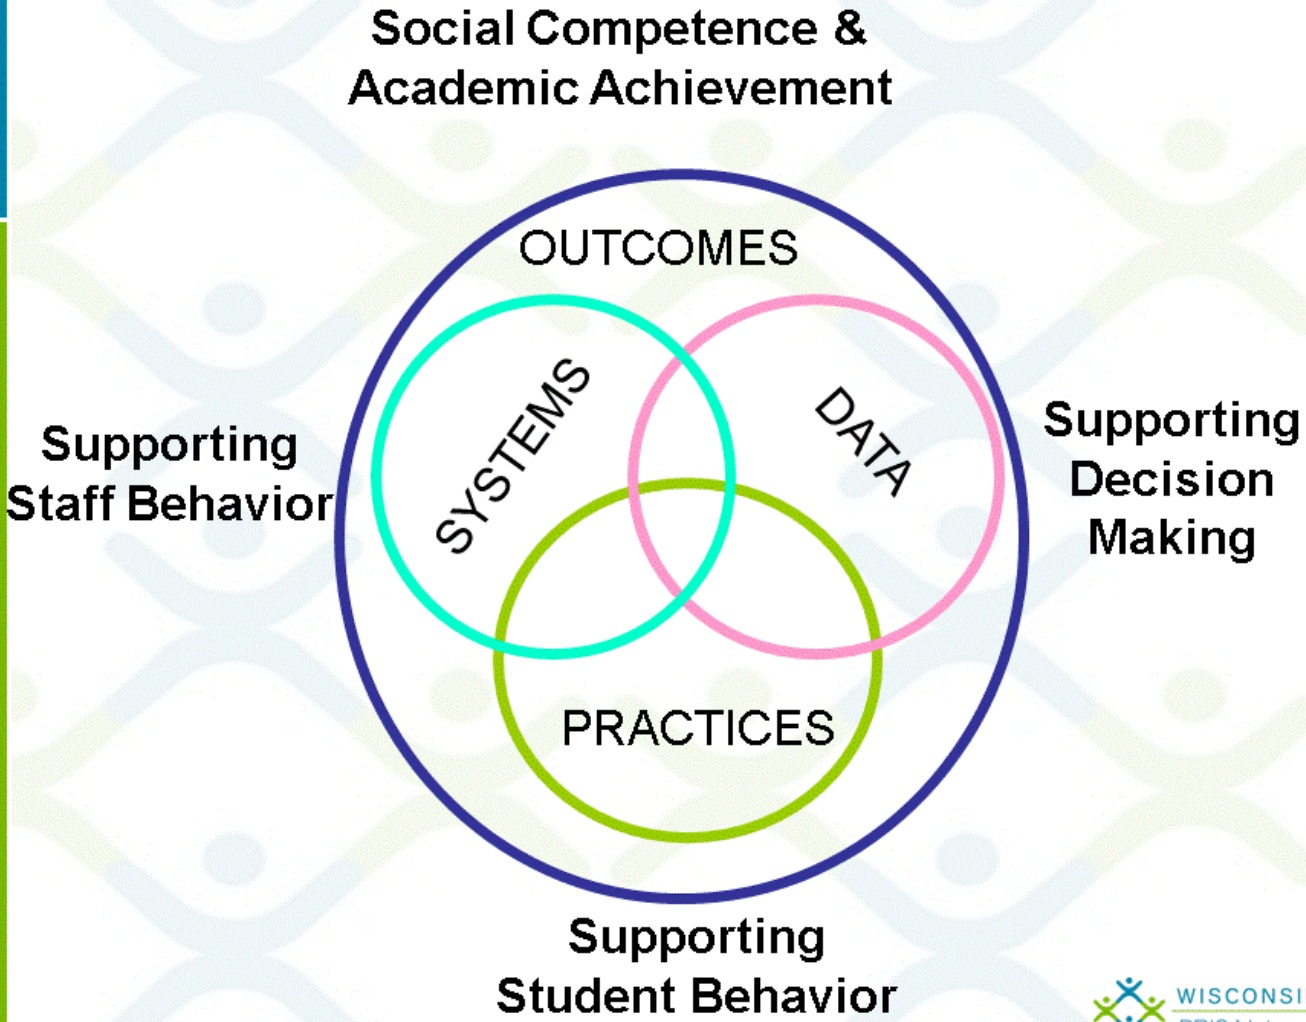 Social Competence &
Academic Achievement
OUTCOMES
SYSTEMS
DATA
Supporting
Staff Behavior
Supporting
Decision
Making
PRACTICES
Supporting
Student Behavior